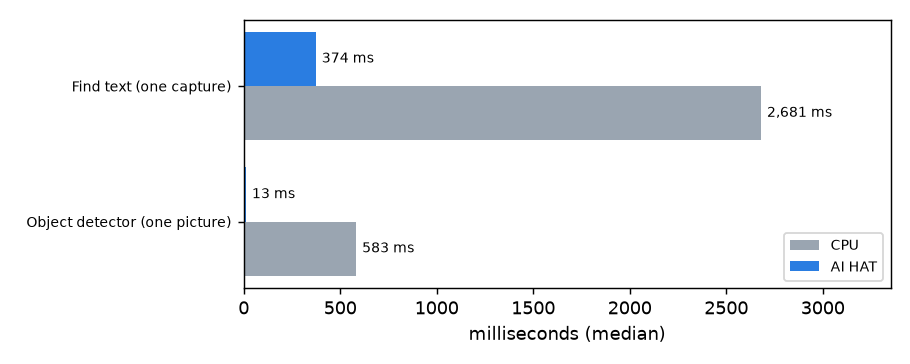 374 ms
Find text (one capture)
2,681 ms
13 ms
Object detector (one picture)
583 ms
CPU
AI HAT
0 500 1000 1500 2000 2500 3000
milliseconds (median)